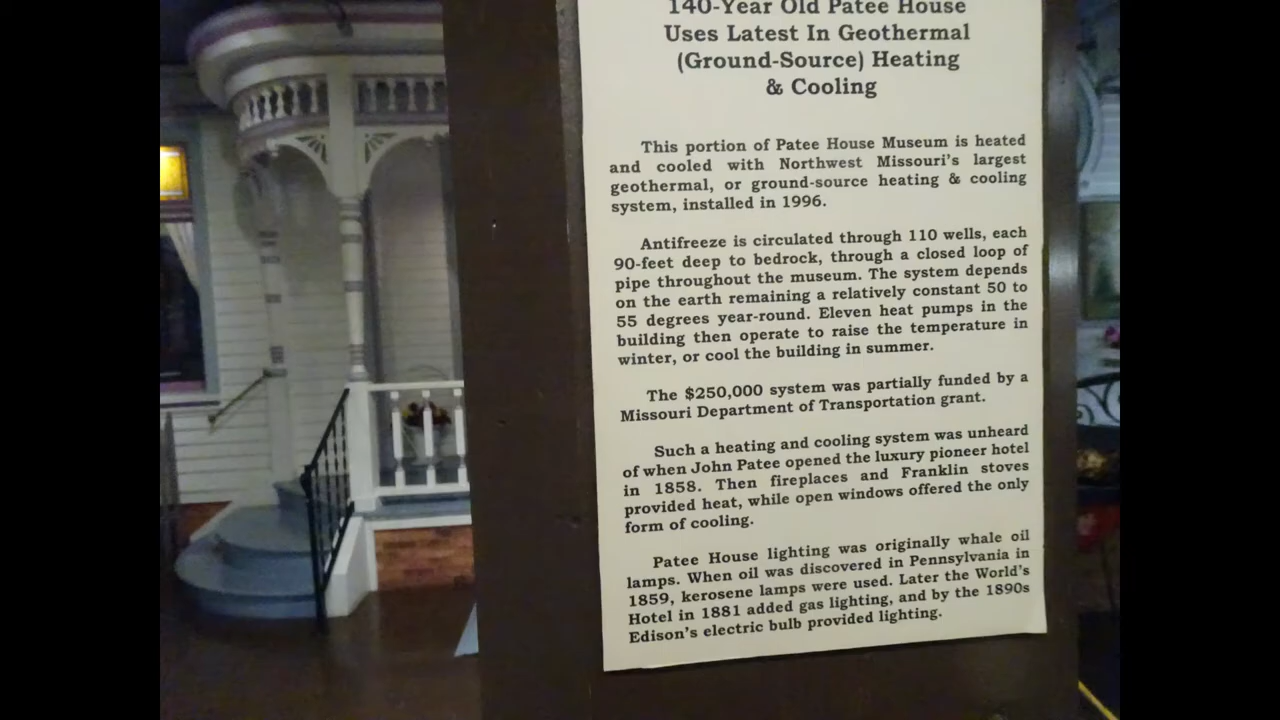 140-Year Old Patee House
Uses Latest In Geothermal
(Ground-Source) Heating
& Cooling
This portion of Patee House Museum is heated
and cooled with Northwest Missouri's largest
geothermal, or ground-source heating & cooling
system, installed in 1996.
Antifreeze is circulated through 110 wells, each
90-feet deep to bedrock, through a closed loop of
pipe throughout the museum. The system depends
on the earth remaining a relatively constant 50 to
55 degrees year-round. Eleven heat pumps in the
building then operate to raise the temperature in
winter, or cool the building in summer.
The $250,000 system was partially funded by a
Missouri Department of Transportation grant.
Such a heating and cooling system was unheard
of when John Patee opened the luxury pioneer hotel
in 1858. Then fireplaces and Franklin stoves
provided heat, while open windows offered the only
form of cooling.
Patee House lighting was originally whale oil
lamps. When oil was discovered in Pennsylvania in
1859, kerosene lamps were used. Later the World's
Hotel in 1881 added gas lighting, and by the 1890s
Edison's electric bulb provided lighting.